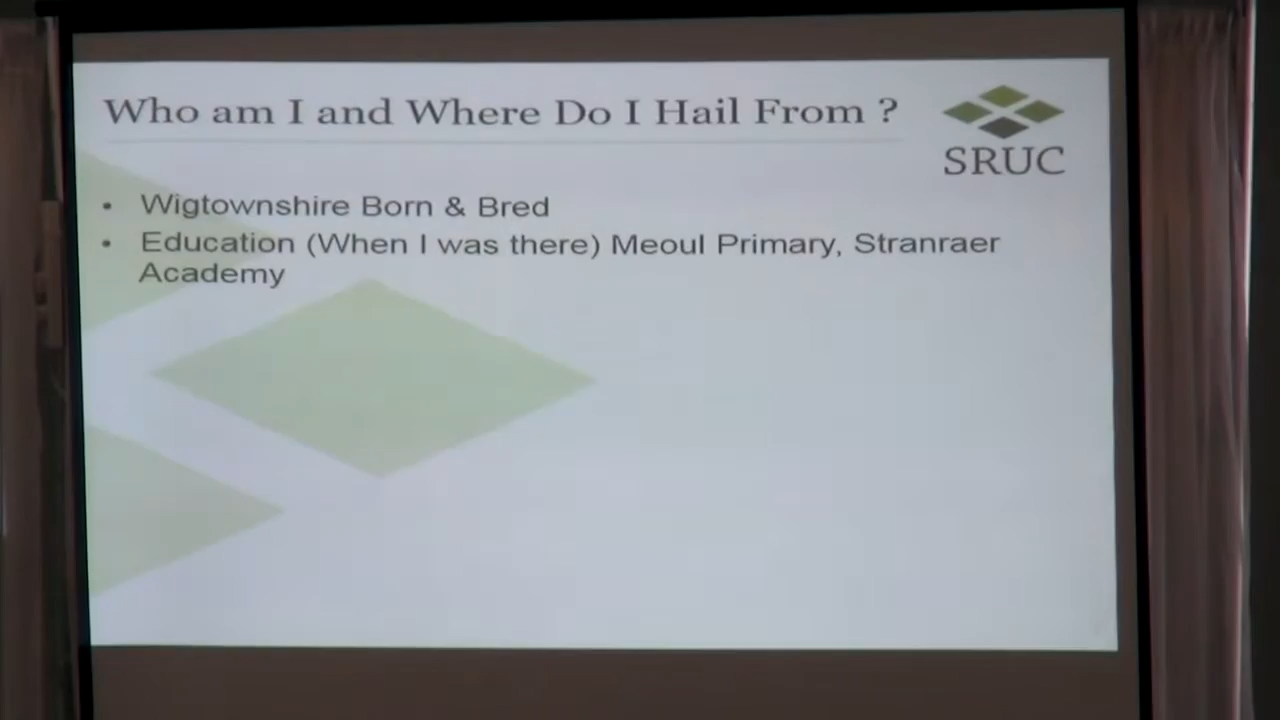 Who am I and Where Do I Hail From ?
SRUC
• Wigtownshire Born & Bred
• Education (When I was there) Meoul Primary, Stranraer
Academy